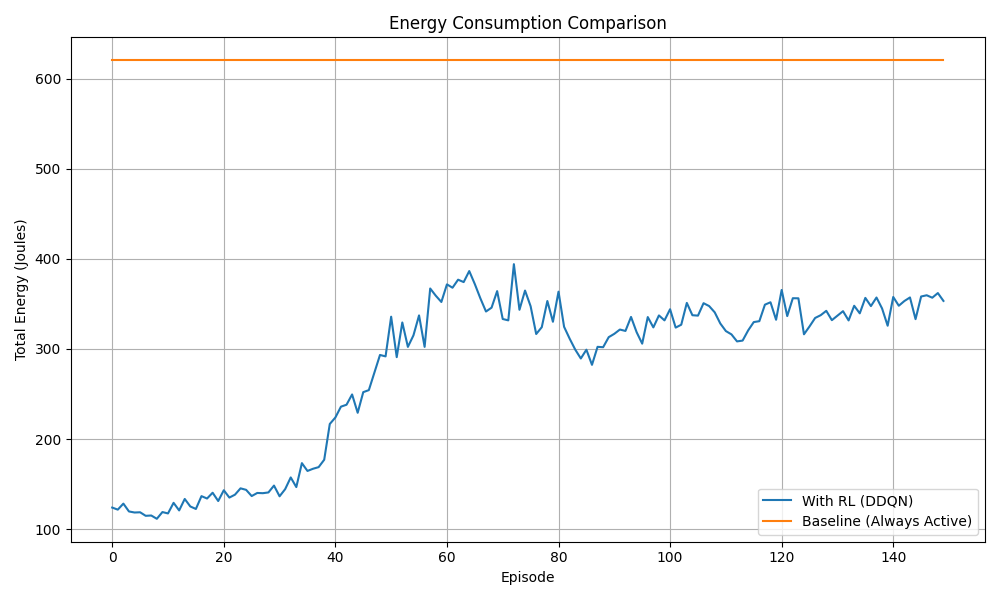 Energy Consumption Comparison
Total Energy (Joules)
600
500
400
300
200
100
0 20 40 60 80 100 120 140
Episode
With RL (DDQN)
Baseline (Always Active)